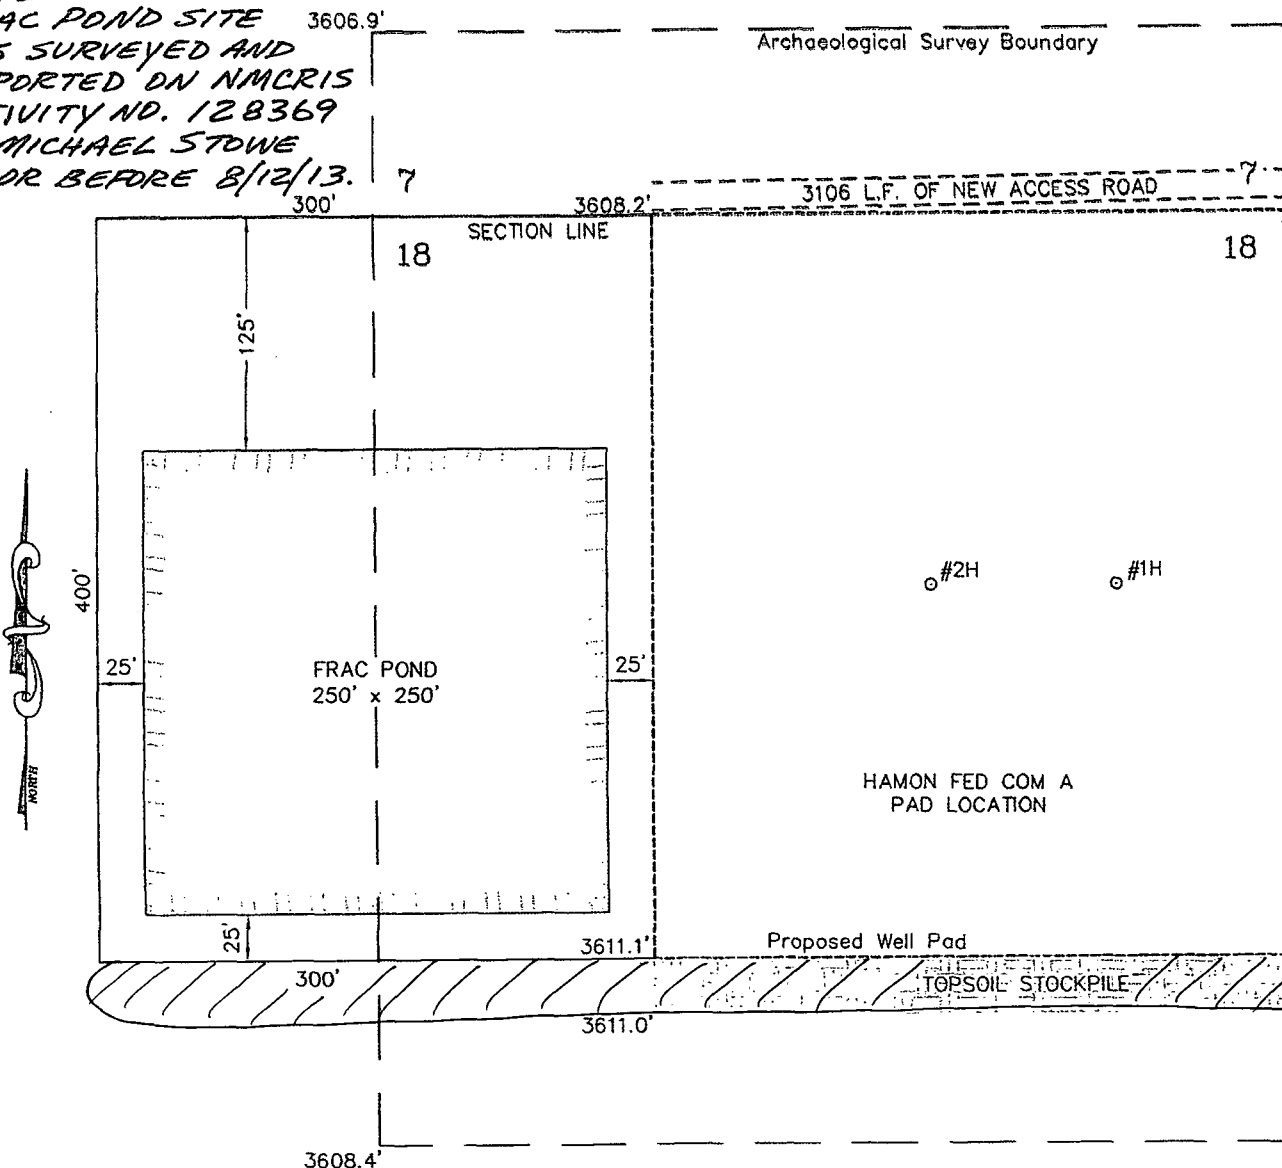 AC POND SITE
S SURVEYED AND
PORTED ON NMCRIS
TIVITY NO. 128369
MICHAEL STOWE
OR BEFORE 8/12/13.
3606.9'
Archaeological Survey Boundary
7
3106 L.F. OF NEW ACCESS ROAD
7
300'
3608.2'
SECTION LINE
18
18
125'
400'
#2H
#1H
25'
25'
FRAC POND
250' x 250'
NORTH
HAMON FED COM A
PAD LOCATION
25'
3611.1'
Proposed Well Pad
300'
TOPSOIL STOCKPILE
3611.0'
3608.4'